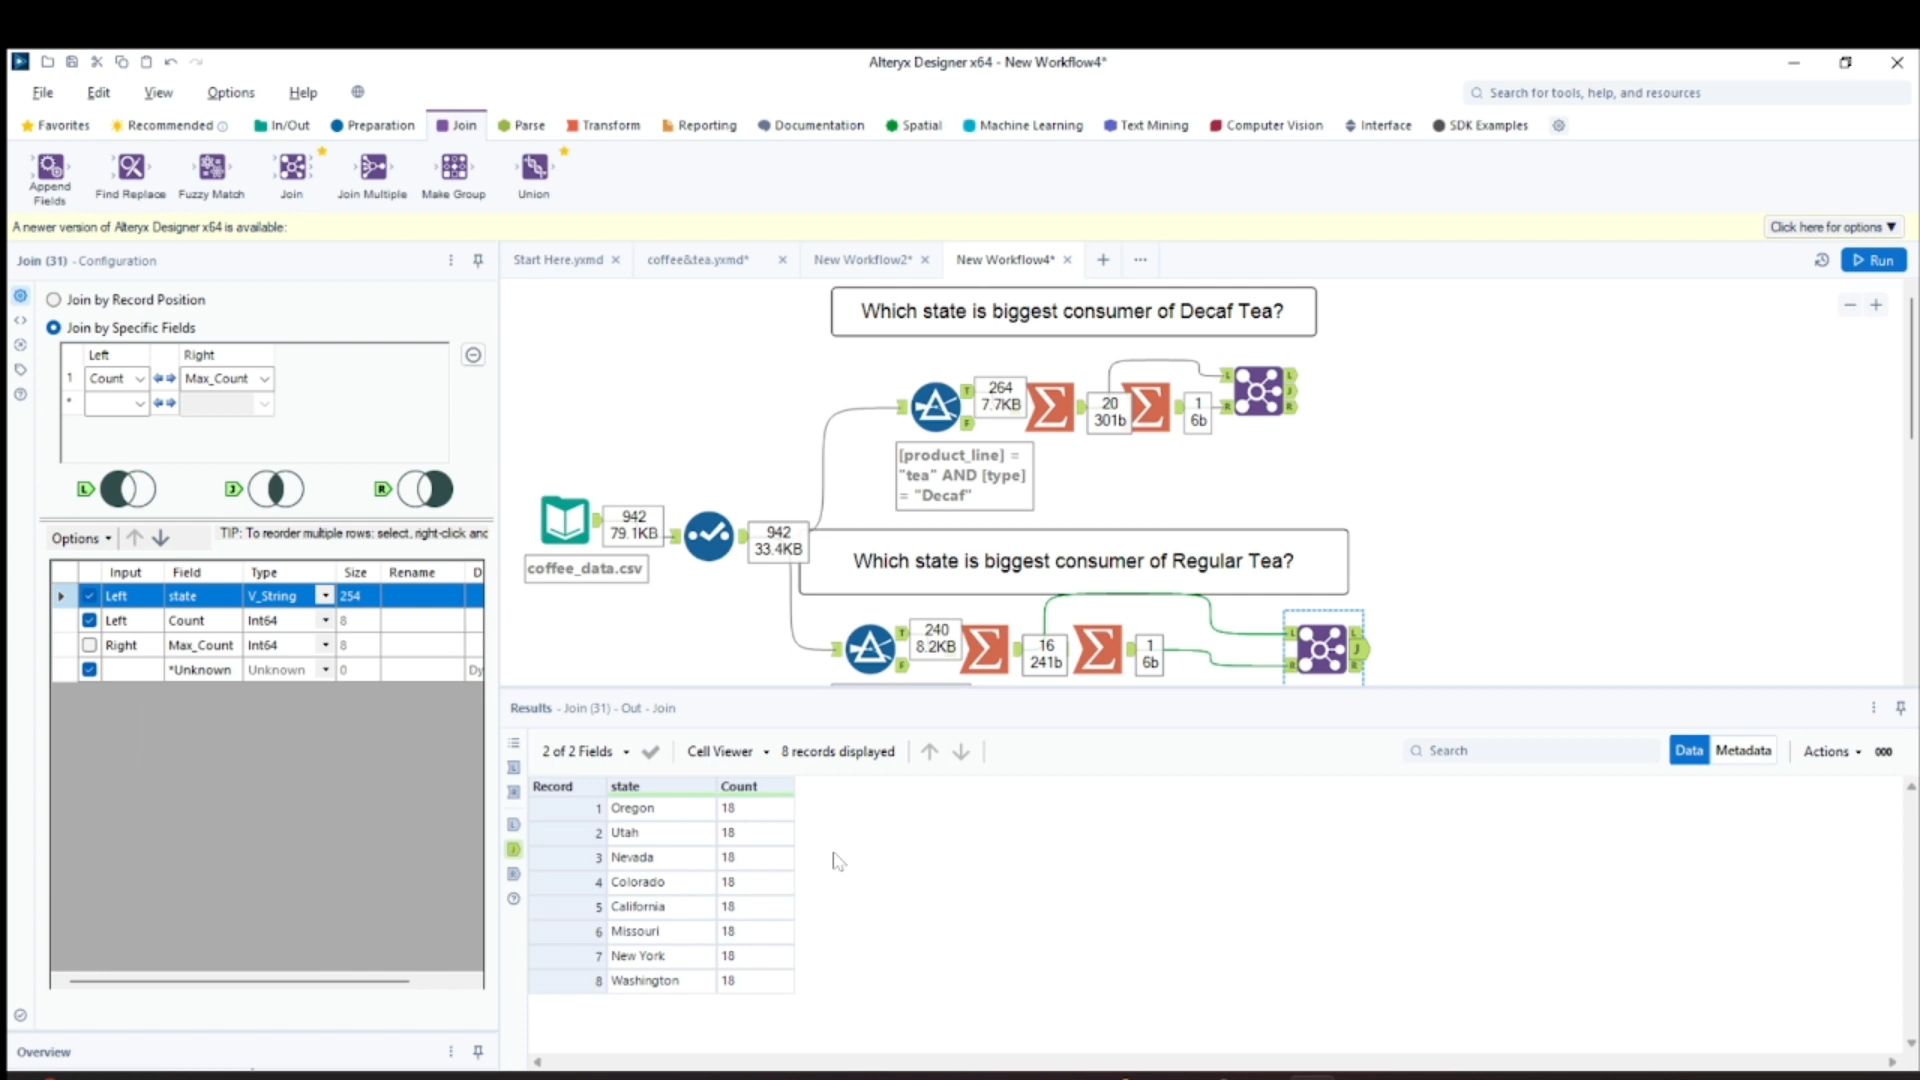 Alteryx Designer x64 - New Workflow4*
File Edit View Options Help
Search for tools, help, and resources
Favorites Recommended In/Out Preparation Join Parse Transform Reporting Documentation Spatial Machine Learning Text Mining Computer Vision Interface SDK Examples
Append Fields
Find Replace
Fuzzy Match
Join
Join Multiple
Make Group
Union
A newer version of Alteryx Designer x64 is available:
Click here for options ▼
Join (31) - Configuration
Start Here.yxmd
coffee&tea.yxmd*
New Workflow2*
New Workflow4*
Run
Join by Record Position
Join by Specific Fields
Left Right
1 Count Max_Count
*
L J R
Options TIP: To reorder multiple rows: select, right-click and
Input Field Type Size Rename D
Left state V_String 254
Left Count Int64 8
Right Max_Count Int64 8
*Unknown Unknown 0 Dy
Overview
Which state is biggest consumer of Decaf Tea?
T
F
264
7.7KB
20
301b
1
6b
L
R
L
J
R
[product_line] =
"tea" AND [type]
= "Decaf"
942
79.1KB
942
33.4KB
coffee_data.csv
Which state is biggest consumer of Regular Tea?
T
F
240
8.2KB
16
241b
1
6b
L
R
L
J
R
Results - Join (31) - Out - Join
2 of 2 Fields Cell Viewer 8 records displayed
Search
Data Metadata Actions 000
Record state Count
1 Oregon 18
2 Utah 18
3 Nevada 18
4 Colorado 18
5 California 18
6 Missouri 18
7 New York 18
8 Washington 18